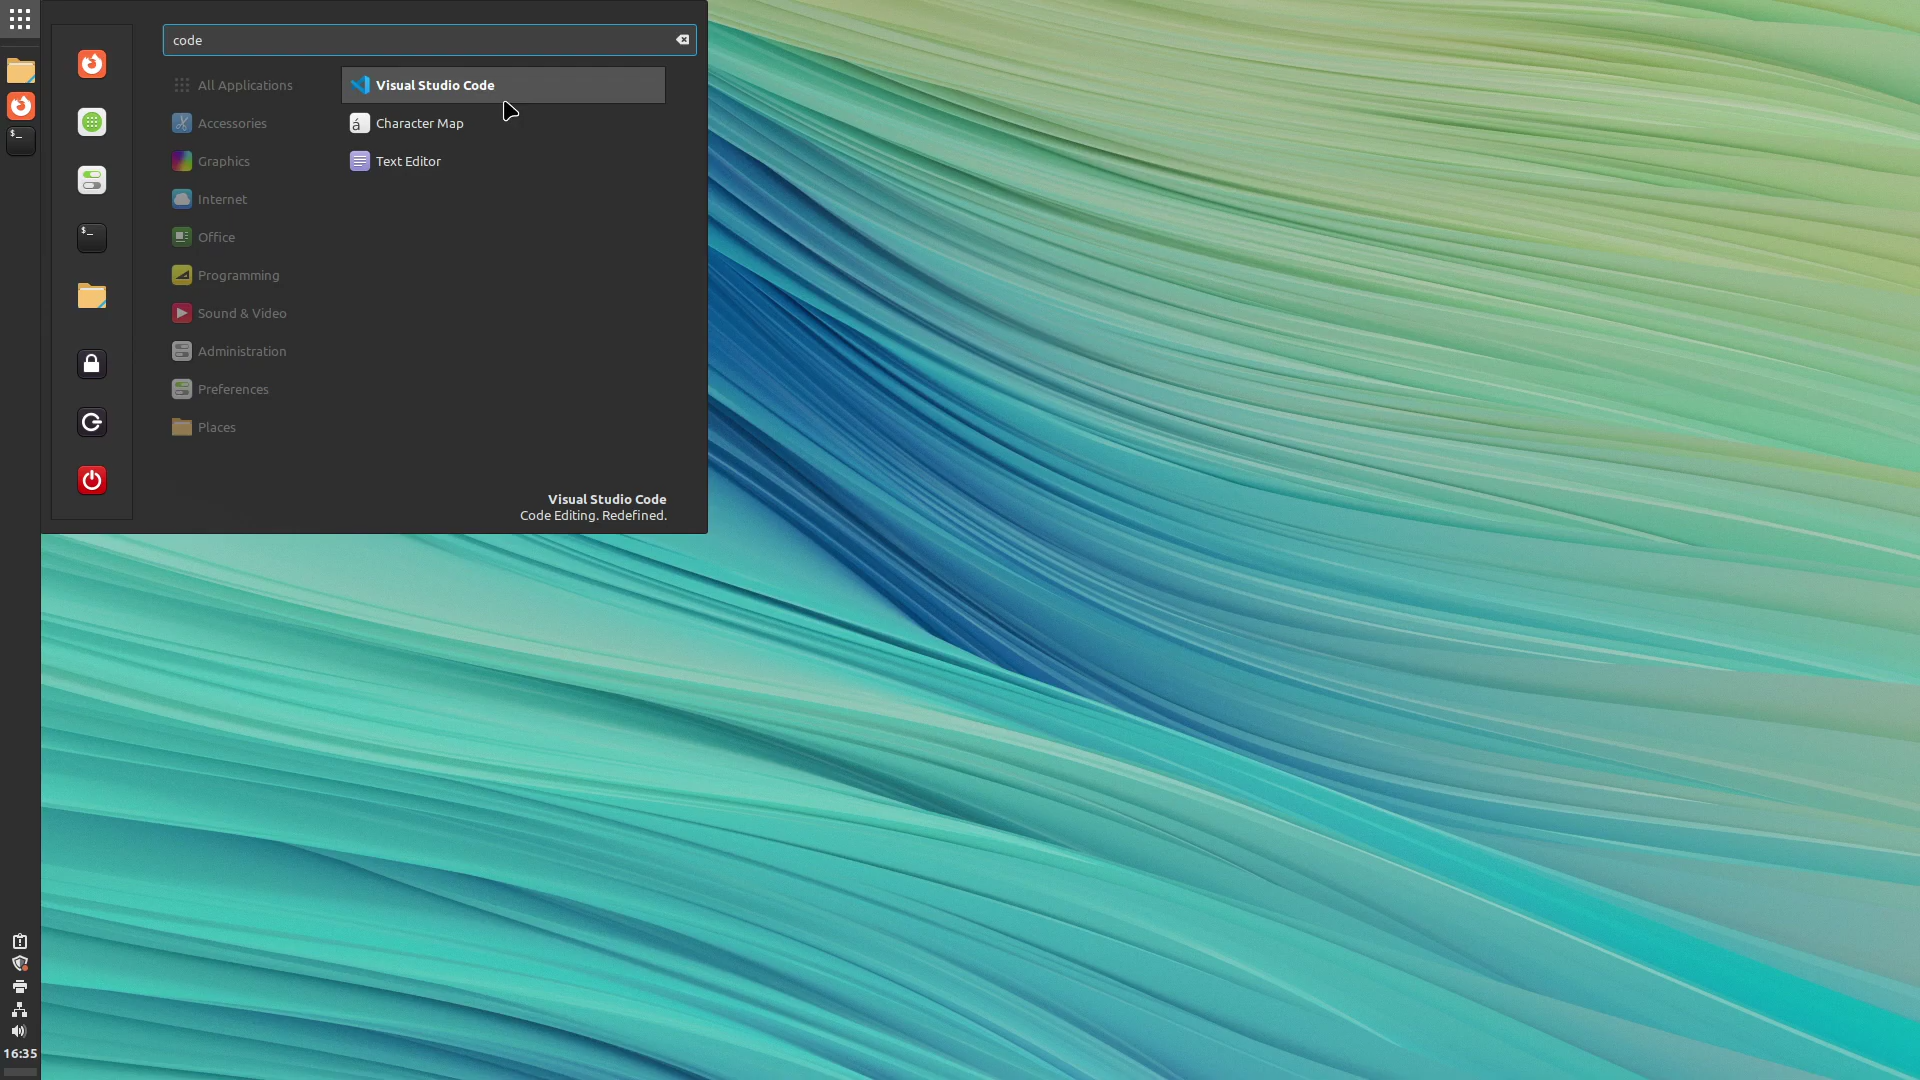 code
All Applications
Accessories
Graphics
Internet
Office
Programming
Sound & Video
Administration
Preferences
Places
Visual Studio Code
Character Map
Text Editor
Visual Studio Code
Code Editing. Redefined.
16:35